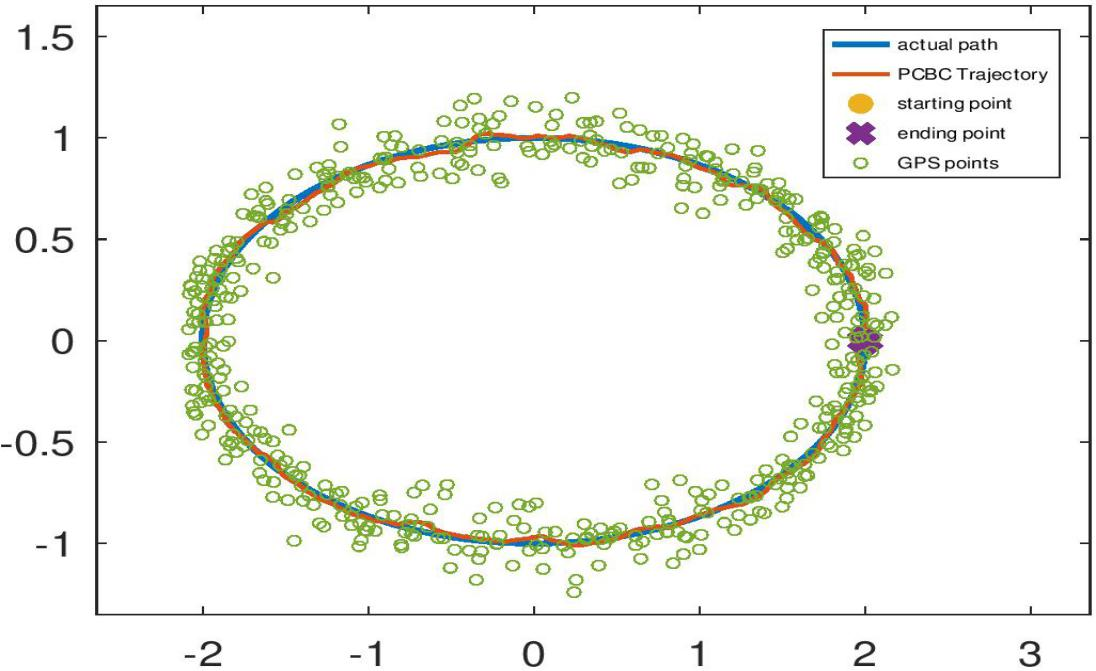 1.5
1
0.5
0
-0.5
-1
-2 -1 0 1 2 3
actual path
PCBC Trajectory
starting point
ending point
GPS points